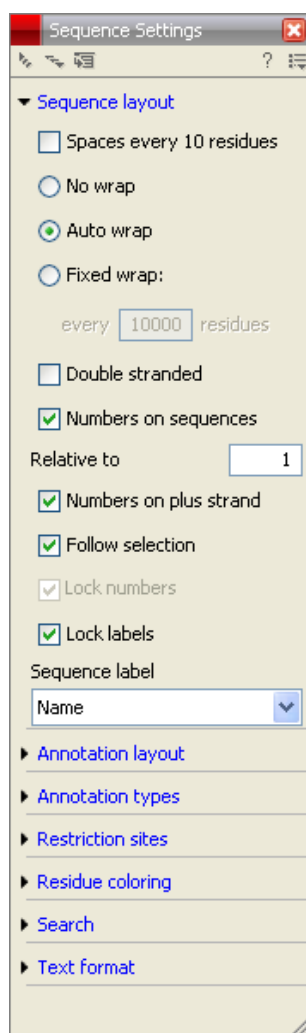 Sequence Settings
?
Sequence layout
Spaces every 10 residues
No wrap
Auto wrap
Fixed wrap:
every 10000 residues
Double stranded
Numbers on sequences
Relative to 1
Numbers on plus strand
Follow selection
Lock numbers
Lock labels
Sequence label
Name
Annotation layout
Annotation types
Restriction sites
Residue coloring
Search
Text format